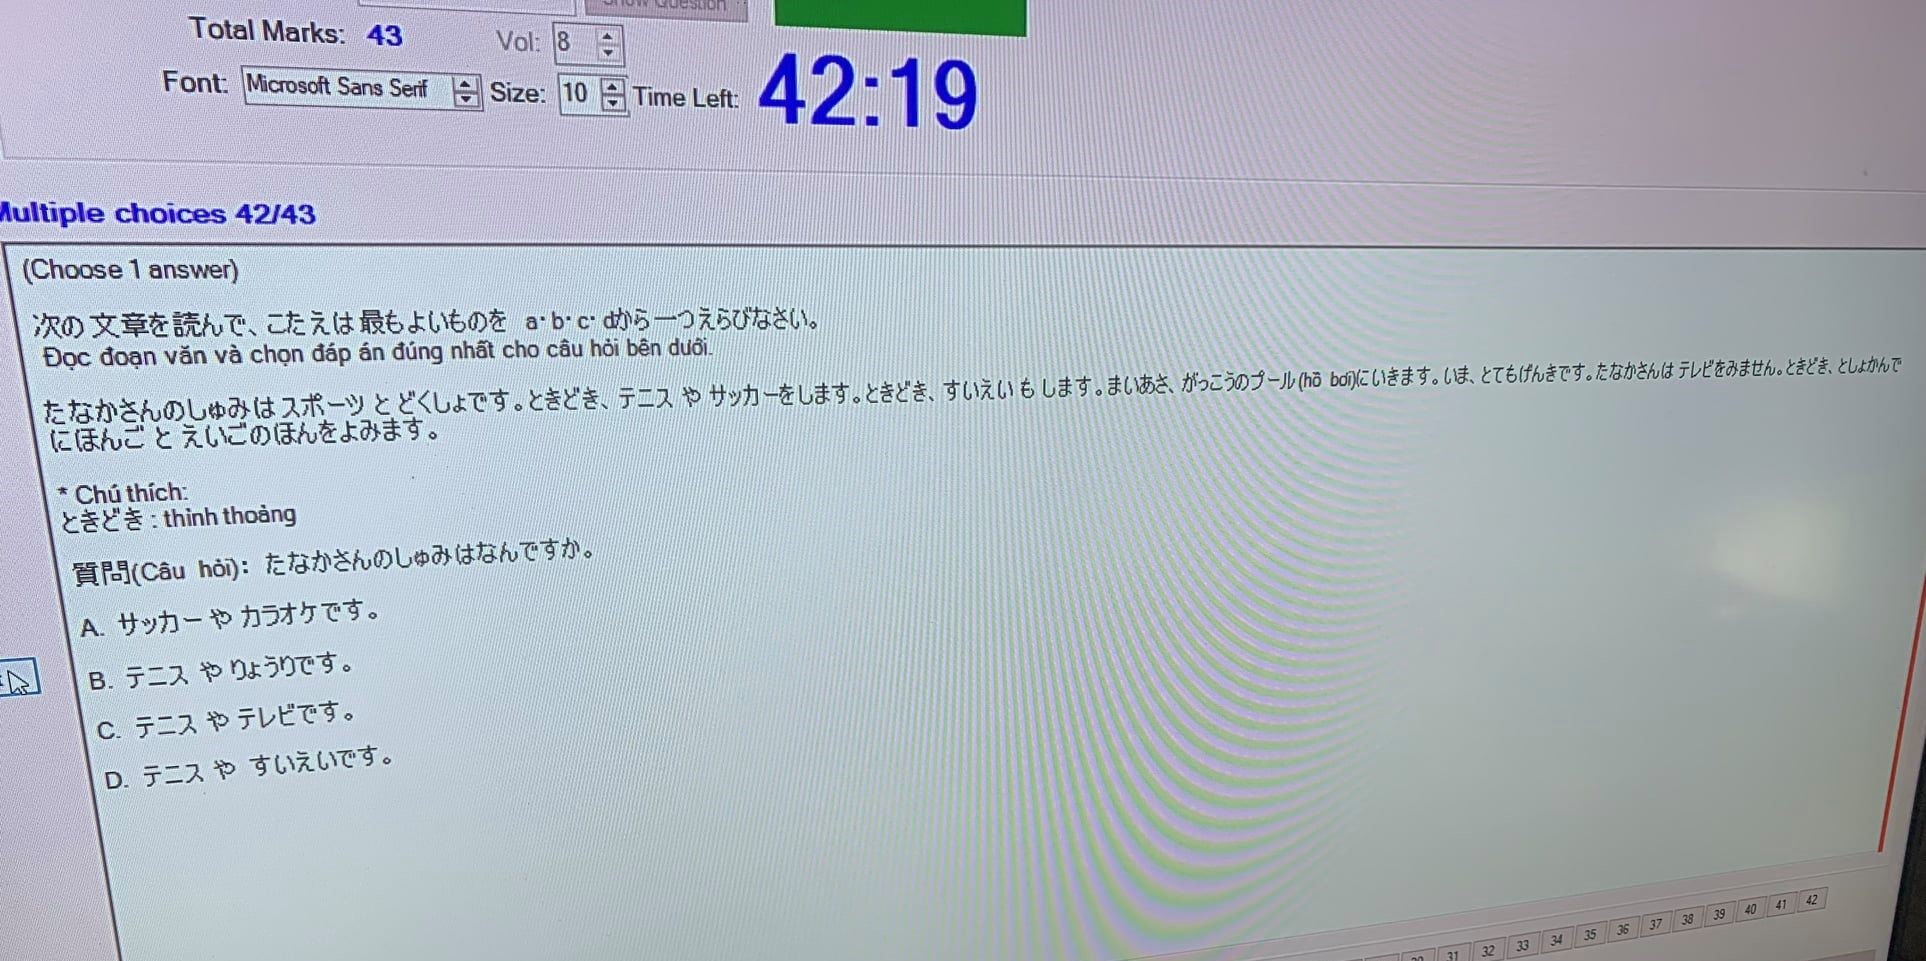 Show Question
Total Marks: 43
Vol: 8
Font: Microsoft Sans Serif
Size: 10
Time Left: 42:19
Multiple choices 42/43
(Choose 1 answer)
次の 文章を読んで、こたえは 最もよいものを a・b・c・dから一つえらびなさい。
Đọc đoạn văn và chọn đáp án đúng nhất cho câu hỏi bên dưới.
たなかさんのしゅみは スポーツ と どくしょです。ときどき、テニス や サッカーをします。ときどき、すいえい も します。まいあさ、がっこうのプール(hồ bơi)にいきます。いま、とてもげんきです。たなかさんは テレビをみません。ときどき、としょかんで
にほんご と えいごのほんをよみます。
* Chú thích:
ときどき : thỉnh thoảng
質問(Câu hỏi): たなかさんのしゅみはなんですか。
A. サッカー や カラオケです。
B. テニス や りょうりです。
C. テニス や テレビです。
D. テニス や すいえいです。
31 32 33 34 35 36 37 38 39 40 41 42